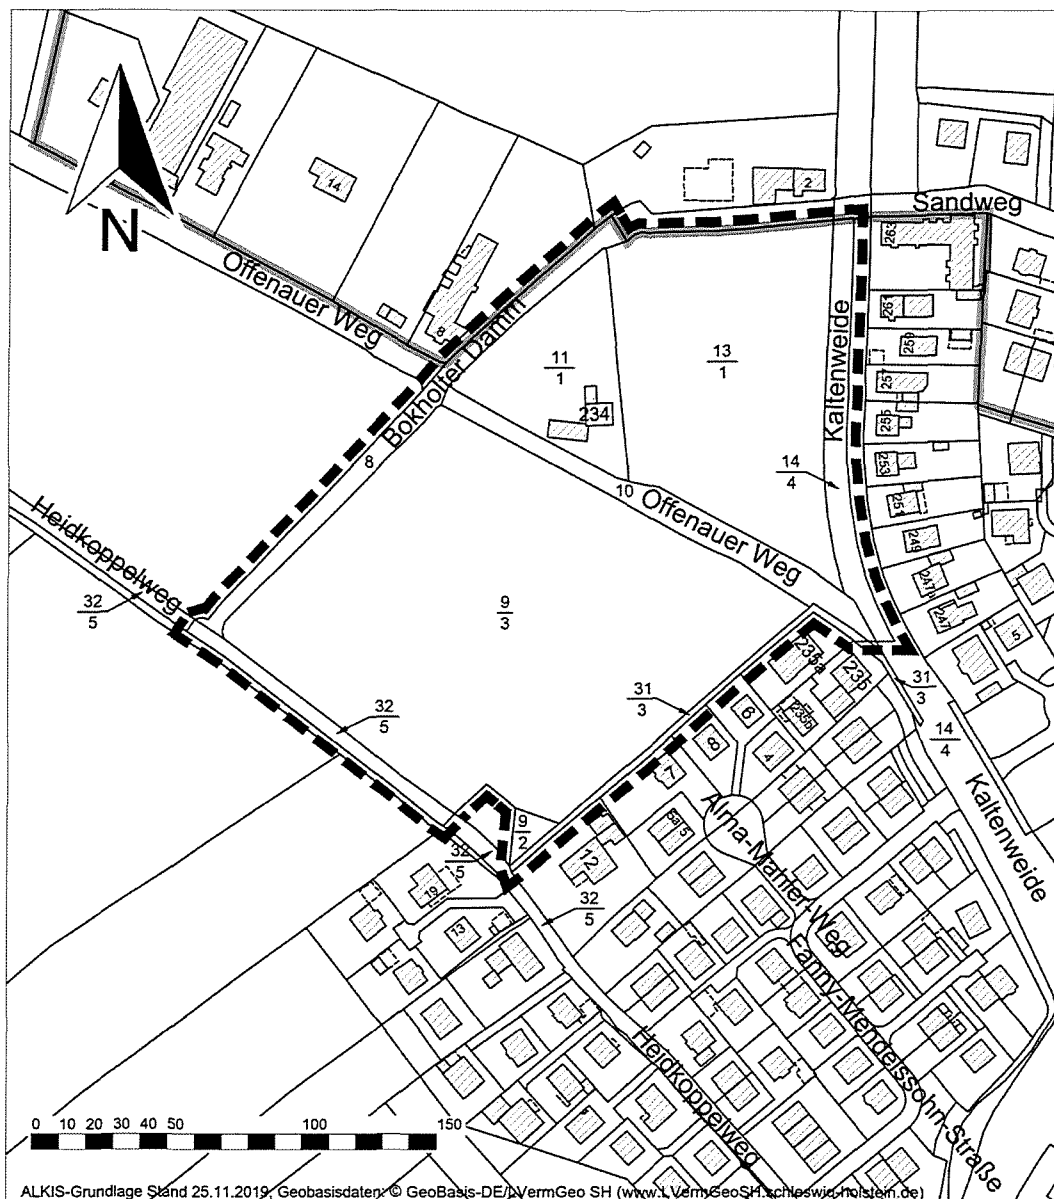 Sandweg
2
14
N
Offenauer Weg
8
Bokholter Damm
263
261
259
257
255
253
251
249
247a
247
5
11
1
13
1
234
Kaltenweide
14
4
8
10
Offenauer Weg
Heidkoppelweg
32
5
9
3
235a
235
235b
31
3
31
3
14
4
32
5
6
8
4
7
9
2
12
5a
5
Alma-Mahler-Weg
Kaltenweide
32
5
19
32
5
13
Fanny-Mendelssohn-Straße
Heidkoppelweg
0 10 20 30 40 50 100 150
ALKIS-Grundlage Stand 25.11.2019, Geobasisdaten: © GeoBasis-DE/LVermGeo SH (www.LVermGeoSH.schleswig-holstein.de)